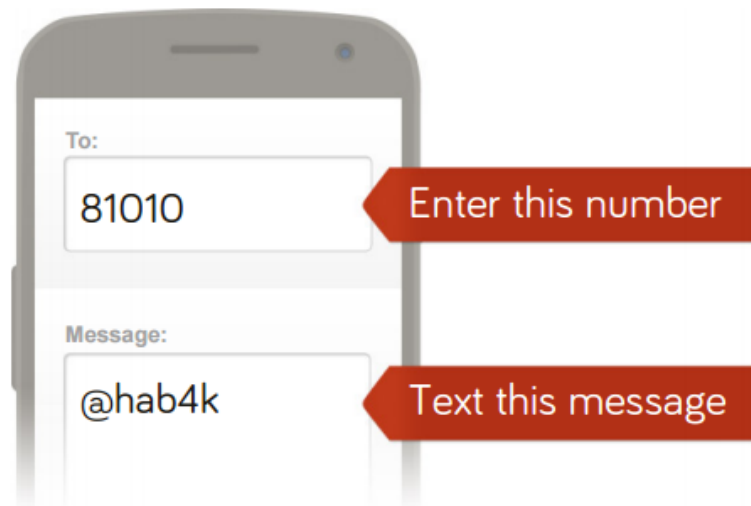 To:
81010
Enter this number
Message:
@hab4k
Text this message